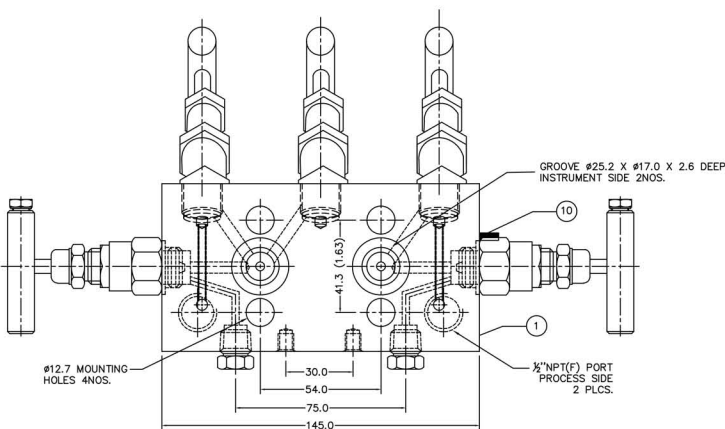 GROOVE ø25.2 X ø17.0 X 2.6 DEEP
INSTRUMENT SIDE 2NOS.
10
41.3 (1.63)
1
ø12.7 MOUNTING
HOLES 4NOS.
½"NPT(F) PORT
PROCESS SIDE
2 PLCS.
30.0
54.0
75.0
145.0